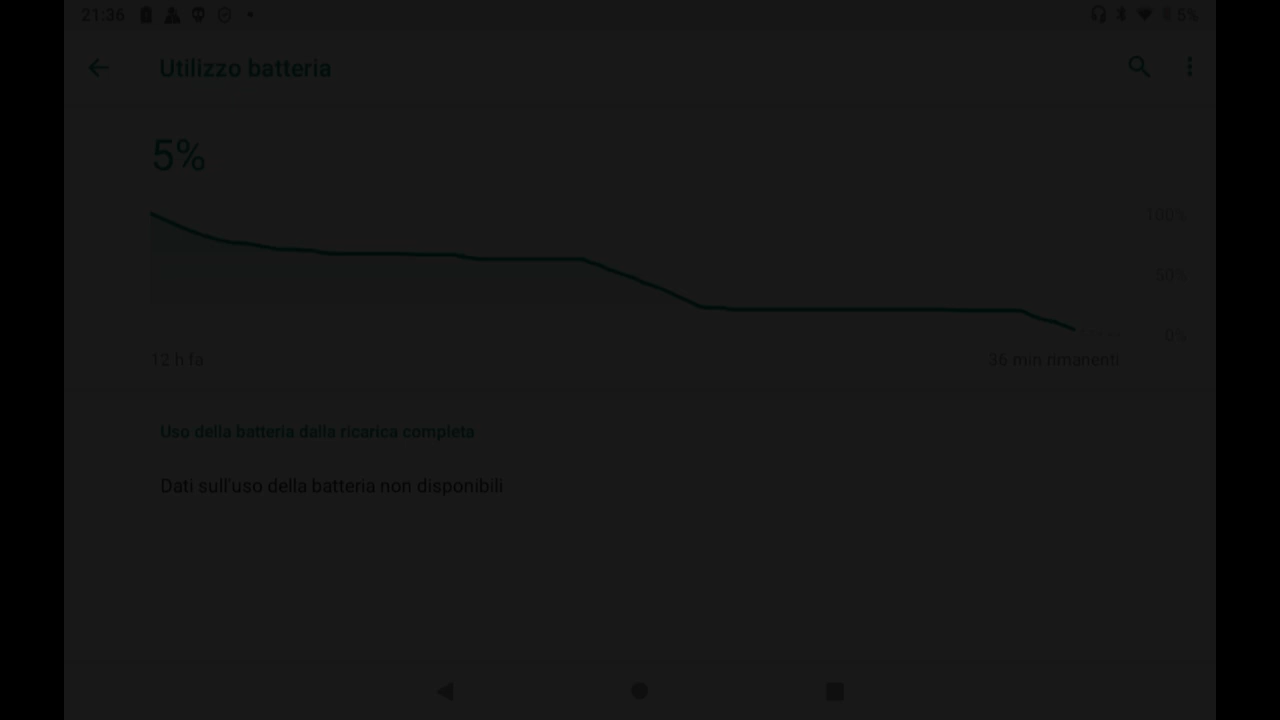 21:36 5%
Utilizzo batteria
5%
100%
50%
0%
12 h fa 36 min rimanenti
Uso della batteria dalla ricarica completa
Dati sull'uso della batteria non disponibili